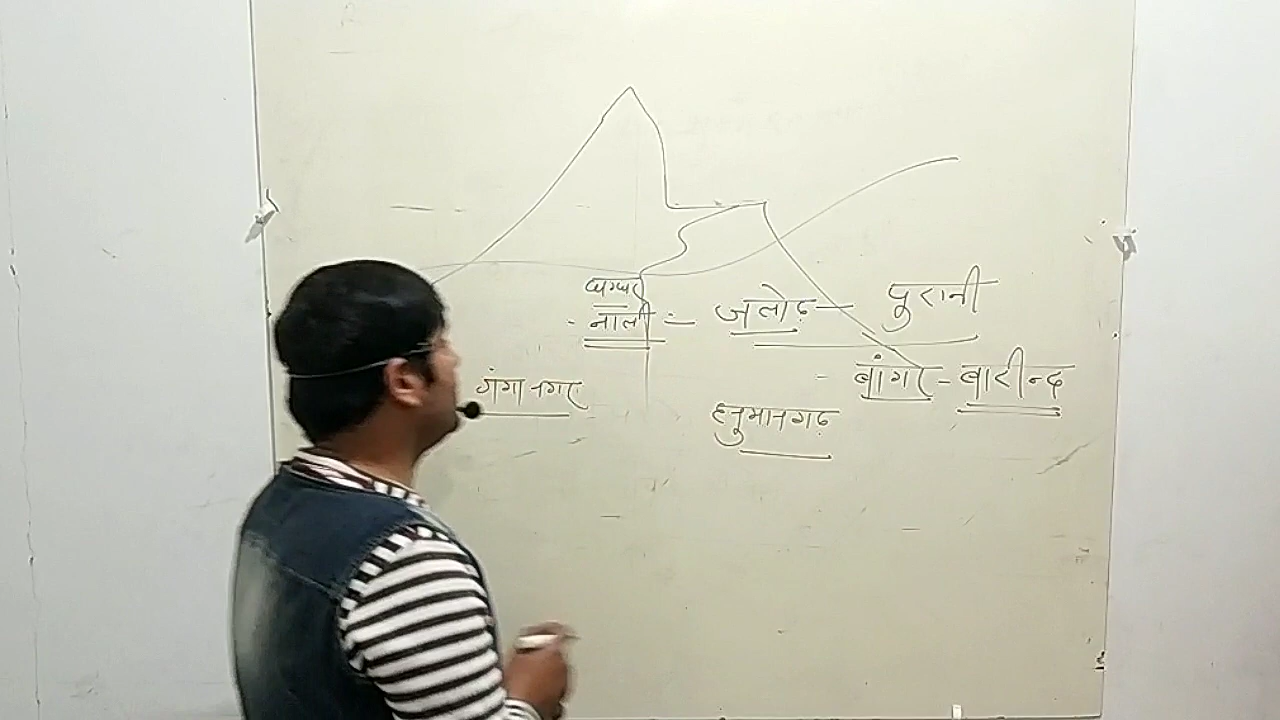 घग्घर
नाली :- जलोढ़ - पुरानी
- बांगर - बारीन्द
गंगानगर
हनुमानगढ़